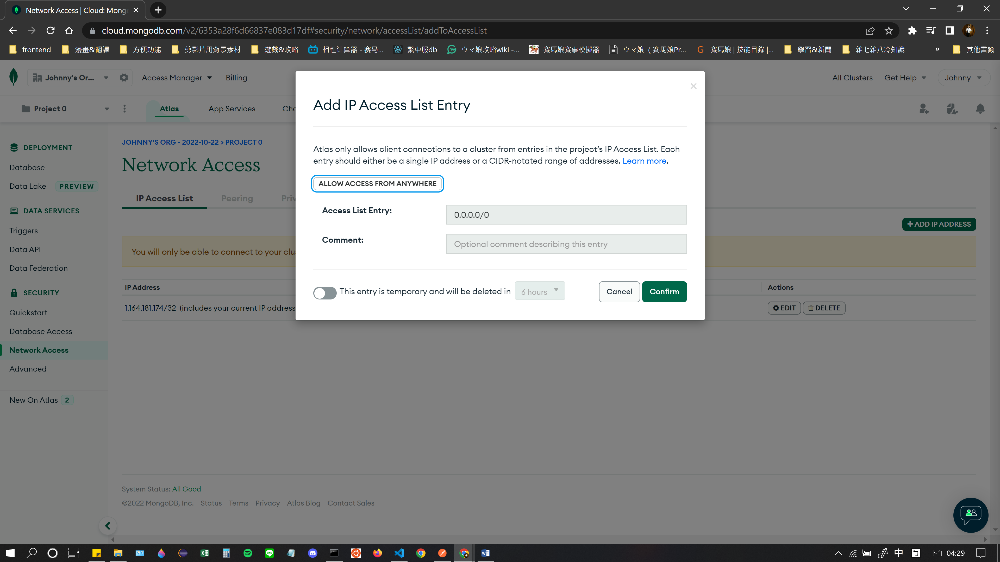 Network Access | Cloud: Mong
cloud.mongodb.com/v2/6353a28f6d66837e083d17df#security/network/accessList/addToAccessList
frontend 漫畫&翻譯 方便功能 剪影片用背景素材 遊戲&攻略 相性计算器 - 赛马... 繁中服db ウマ娘攻略wiki -... 賽馬娘賽事模擬器 ウマ娘（賽馬娘Pr... 賽馬娘 | 技能目錄 |... 學習&新聞 雜七雜八冷知識 » 其他書籤
Johnny's Or... Access Manager Billing All Clusters Get Help Johnny
Project 0 Atlas App Services Cha
DEPLOYMENT
Database
Data Lake PREVIEW
DATA SERVICES
Triggers
Data API
Data Federation
SECURITY
Quickstart
Database Access
Network Access
Advanced
New On Atlas 2
JOHNNY'S ORG - 2022-10-22 > PROJECT 0
Network Access
IP Access List Peering Priv
+ ADD IP ADDRESS
You will only be able to connect to your clu
IP Address Actions
1.164.181.174/32 (includes your current IP address EDIT DELETE
Add IP Access List Entry
Atlas only allows client connections to a cluster from entries in the project’s IP Access List. Each
entry should either be a single IP address or a CIDR-notated range of addresses. Learn more.
ALLOW ACCESS FROM ANYWHERE
Access List Entry: 0.0.0.0/0
Comment: Optional comment describing this entry
This entry is temporary and will be deleted in 6 hours Cancel Confirm
System Status: All Good
©2022 MongoDB, Inc. Status Terms Privacy Atlas Blog Contact Sales
中 下午 04:29